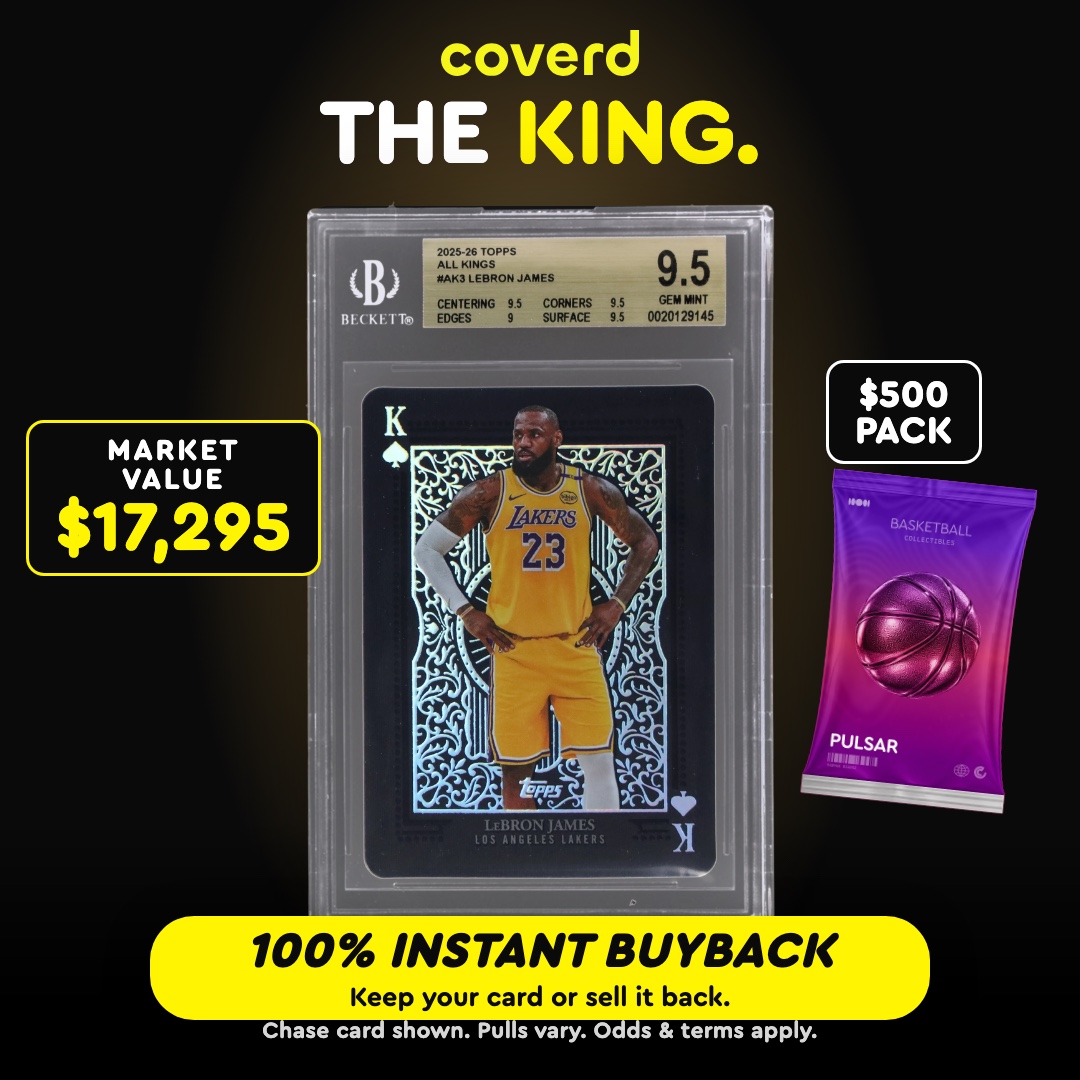 coverd
THE KING.
2025-26 TOPPS
ALL KINGS
#AK3 LEBRON JAMES
9.5
GEM MINT
CENTERING 9.5 CORNERS 9.5
EDGES 9 SURFACE 9.5
0020129145
B
BECKETT®
MARKET
VALUE
$17,295
$500
PACK
K
LAKERS
23
topps
LEBRON JAMES
LOS ANGELES LAKERS
K
BASKETBALL
COLLECTIBLES
PULSAR
100% INSTANT BUYBACK
Keep your card or sell it back.
Chase card shown. Pulls vary. Odds & terms apply.